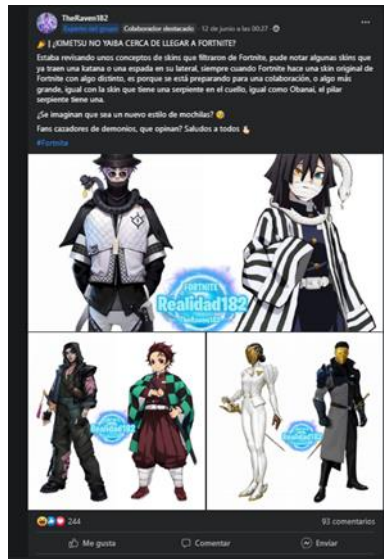 TheRaven182
Experto del grupo Colaborador destacado · 12 de junio a las 00:27 ·
| ¿KIMETSU NO YAIBA CERCA DE LLEGAR A FORTNITE?
Estaba revisando unos conceptos de skins que filtraron de Fortnite, pude notar algunas skins que
ya traen una katana o una espada en su lateral, siempre cuando Fortnite hace una skin original de
Fortnite con algo distinto, es porque se está preparando para una colaboración, o algo más
grande, igual con la skin que tiene una serpiente en el cuello, igual como Obanai, el pilar
serpiente tiene una.
¿Se imaginan que sea un nuevo estilo de mochilas?
Fans cazadores de demonios, que opinan? Saludos a todos
#Fortnite
FORTNITE
Realidad182
TheRaven182
Realidad182
Realidad182
244
93 comentarios
Me gusta
Comentar
Enviar